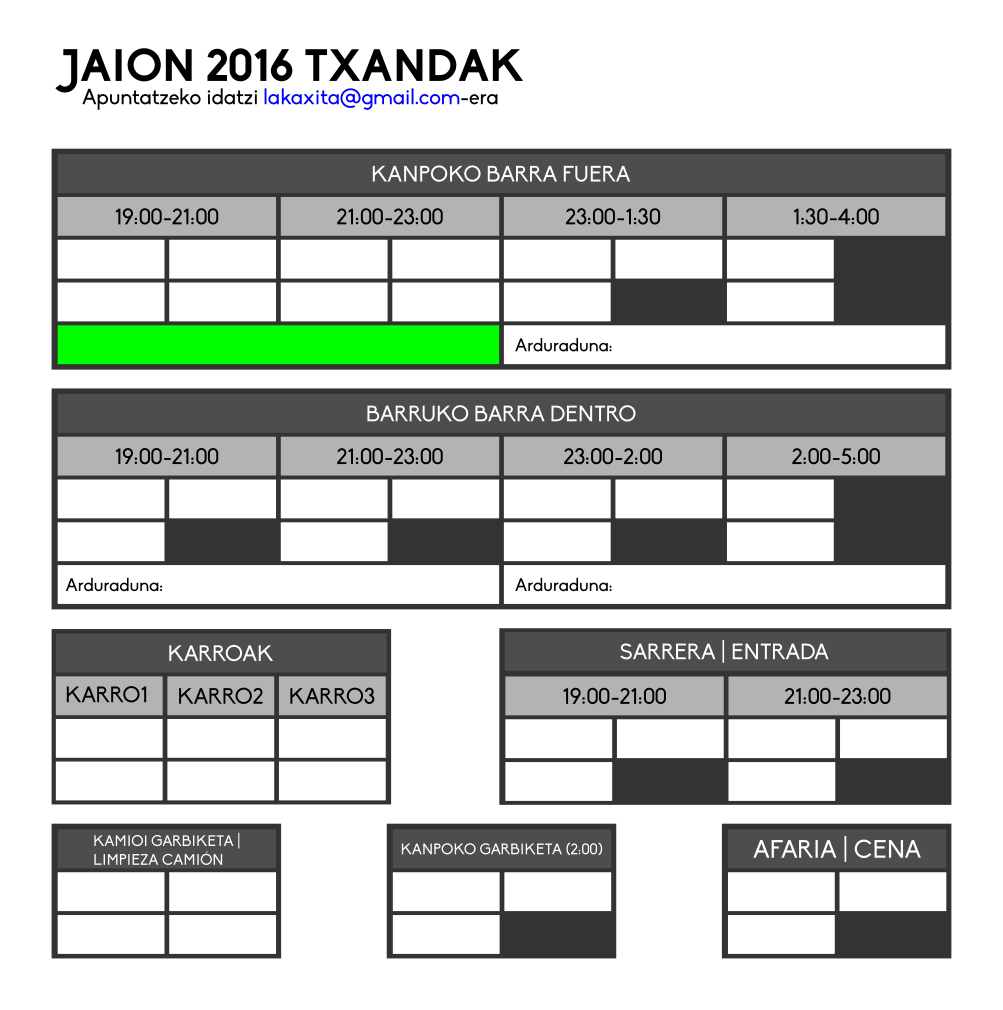 JAION 2016 TXANDAK
Apuntatzeko idatzi lakaxita@gmail.com-era
KANPOKO BARRA FUERA
19:00-21:00 21:00-23:00 23:00-1:30 1:30-4:00
Arduraduna:
BARRUKO BARRA DENTRO
19:00-21:00 21:00-23:00 23:00-2:00 2:00-5:00
Arduraduna: Arduraduna:
KARROAK
KARRO1 KARRO2 KARRO3
SARRERA | ENTRADA
19:00-21:00 21:00-23:00
KAMIOI GARBIKETA |
LIMPIEZA CAMIÓN
KANPOKO GARBIKETA (2:00)
AFARIA | CENA